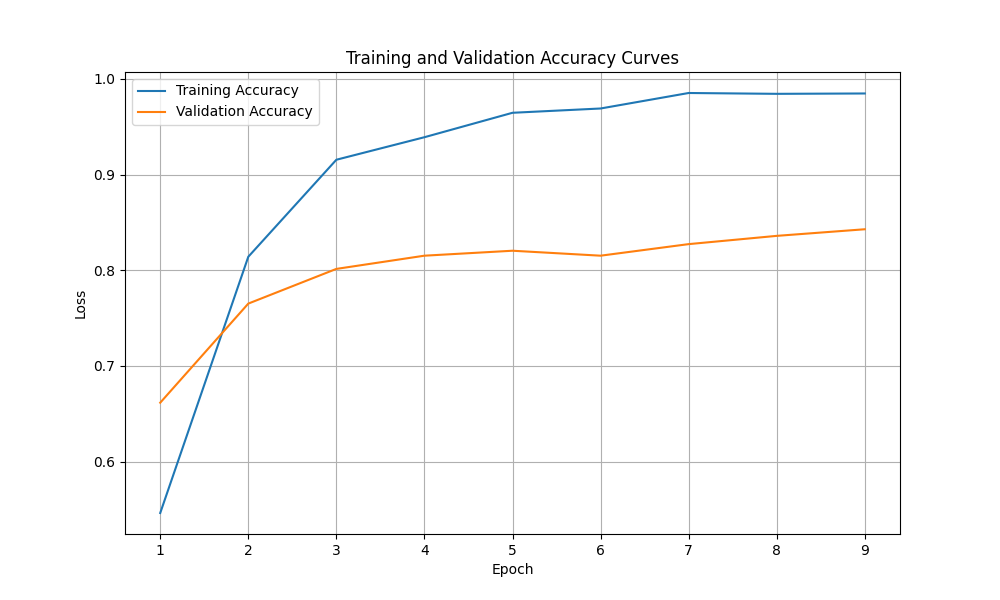 Training and Validation Accuracy Curves
1.0
Training Accuracy
Validation Accuracy
0.9
0.8
Loss
0.7
0.6
1 2 3 4 5 6 7 8 9
Epoch